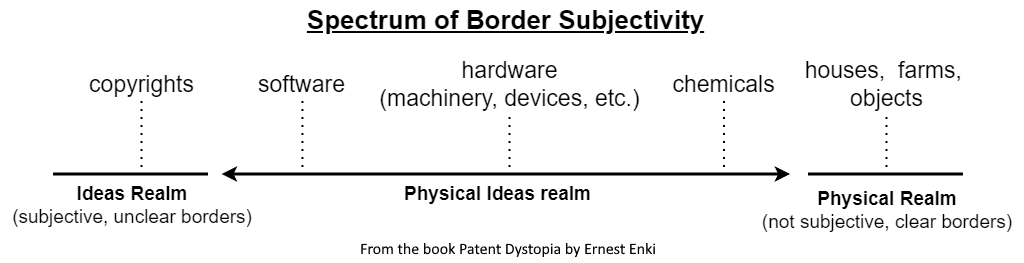 Spectrum of Border Subjectivity
copyrights
software
hardware
(machinery, devices, etc.)
chemicals
houses, farms,
objects
Ideas Realm
(subjective, unclear borders)
Physical Ideas realm
Physical Realm
(not subjective, clear borders)
From the book Patent Dystopia by Ernest Enki